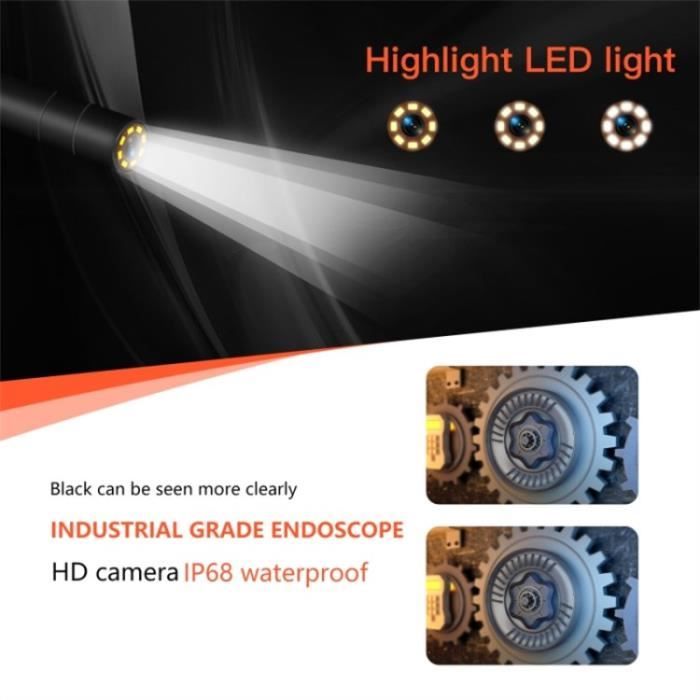 Highlight LED light
Black can be seen more clearly
INDUSTRIAL GRADE ENDOSCOPE
HD camera IP68 waterproof